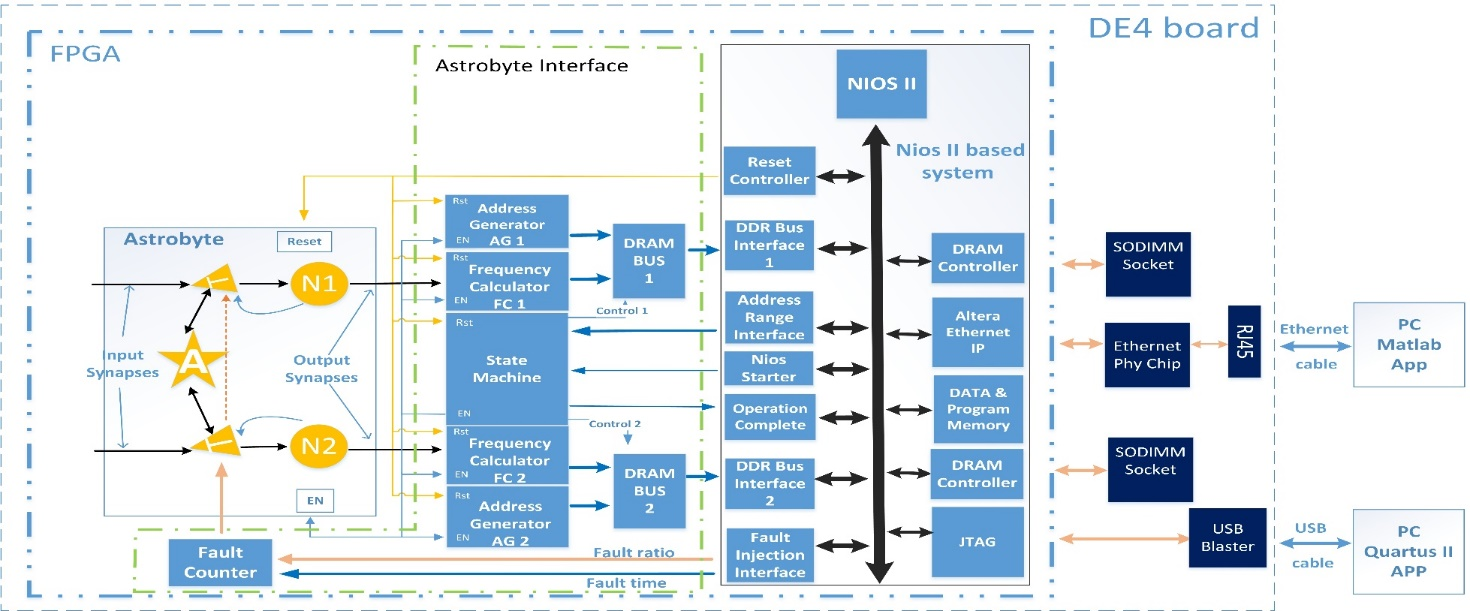 DE4 board
FPGA
Astrobyte Interface
NIOS II
Nios II based
system
Reset
Controller
DDR Bus
Interface
1
Address
Range
Interface
Nios
Starter
Operation
Complete
DDR Bus
Interface
2
Fault
Injection
Interface
DRAM
Controller
Altera
Ethernet
IP
DATA &
Program
Memory
DRAM
Controller
JTAG
Astrobyte
Reset
N1
A
Input
Synapses
Output
Synapses
N2
EN
Rst
Address
Generator
AG 1
EN
Rst
Frequency
Calculator
FC 1
EN
Rst
State
Machine
EN
Rst
Frequency
Calculator
FC 2
EN
Rst
Address
Generator
AG 2
EN
DRAM
BUS
1
Control 1
Control 2
DRAM
BUS
2
Fault
Counter
Fault ratio
Fault time
SODIMM
Socket
Ethernet
Phy Chip
RJ45
Ethernet
cable
PC
Matlab
App
SODIMM
Socket
USB
Blaster
USB
cable
PC
Quartus II
APP